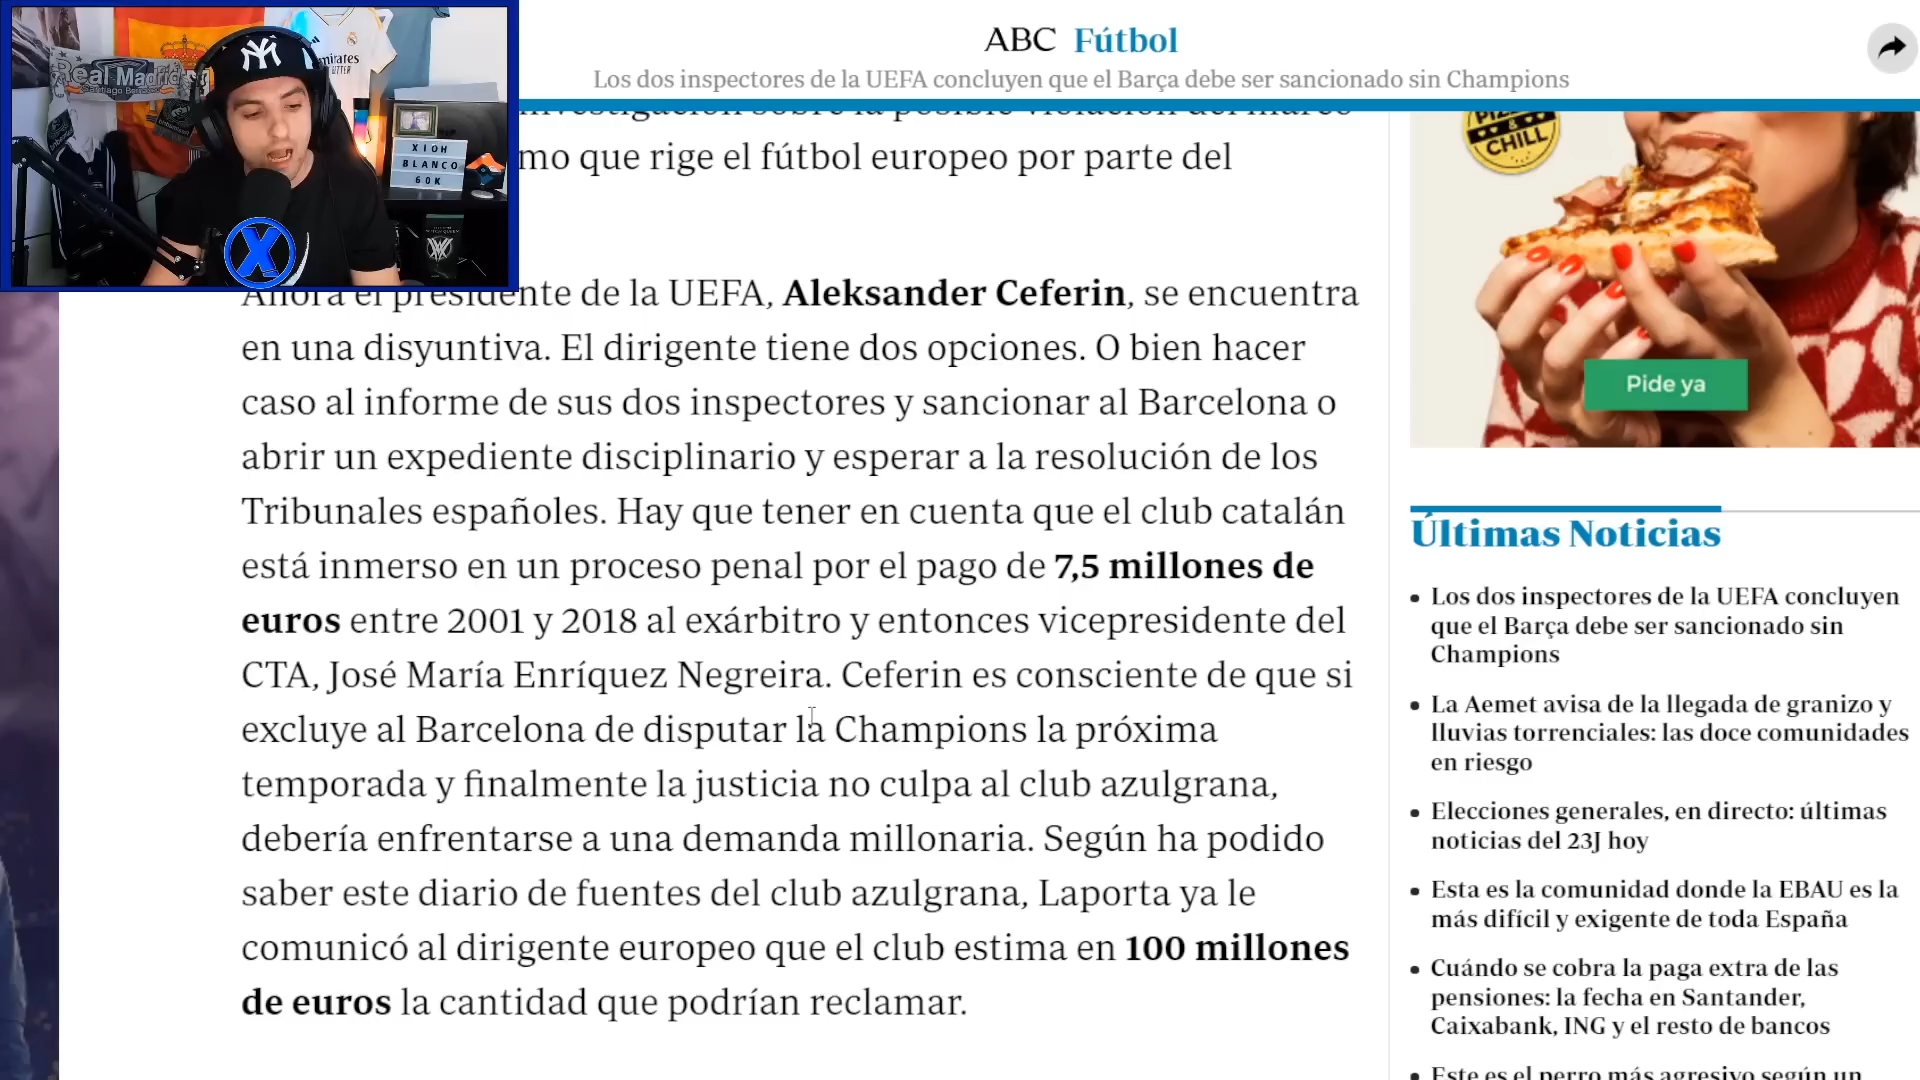 ABC Fútbol
Los dos inspectores de la UEFA concluyen que el Barça debe ser sancionado sin Champions
NY
Real Madrid
Santiago Bernabéu
XIOH
BLANCO
60K
X
investigación sobre la posible violación del marco
mo que rige el fútbol europeo por parte del
Ahora el presidente de la UEFA, Aleksander Ceferin, se encuentra
en una disyuntiva. El dirigente tiene dos opciones. O bien hacer
caso al informe de sus dos inspectores y sancionar al Barcelona o
abrir un expediente disciplinario y esperar a la resolución de los
Tribunales españoles. Hay que tener en cuenta que el club catalán
está inmerso en un proceso penal por el pago de 7,5 millones de
euros entre 2001 y 2018 al exárbitro y entonces vicepresidente del
CTA, José María Enríquez Negreira. Ceferin es consciente de que si
excluye al Barcelona de disputar la Champions la próxima
temporada y finalmente la justicia no culpa al club azulgrana,
debería enfrentarse a una demanda millonaria. Según ha podido
saber este diario de fuentes del club azulgrana, Laporta ya le
comunicó al dirigente europeo que el club estima en 100 millones
de euros la cantidad que podrían reclamar.
PIZZA
&
CHILL
Pide ya
Últimas Noticias
Los dos inspectores de la UEFA concluyen
que el Barça debe ser sancionado sin
Champions
La Aemet avisa de la llegada de granizo y
lluvias torrenciales: las doce comunidades
en riesgo
Elecciones generales, en directo: últimas
noticias del 23J hoy
Esta es la comunidad donde la EBAU es la
más difícil y exigente de toda España
Cuándo se cobra la paga extra de las
pensiones: la fecha en Santander,
Caixabank, ING y el resto de bancos
Este es el perro más agresivo según un